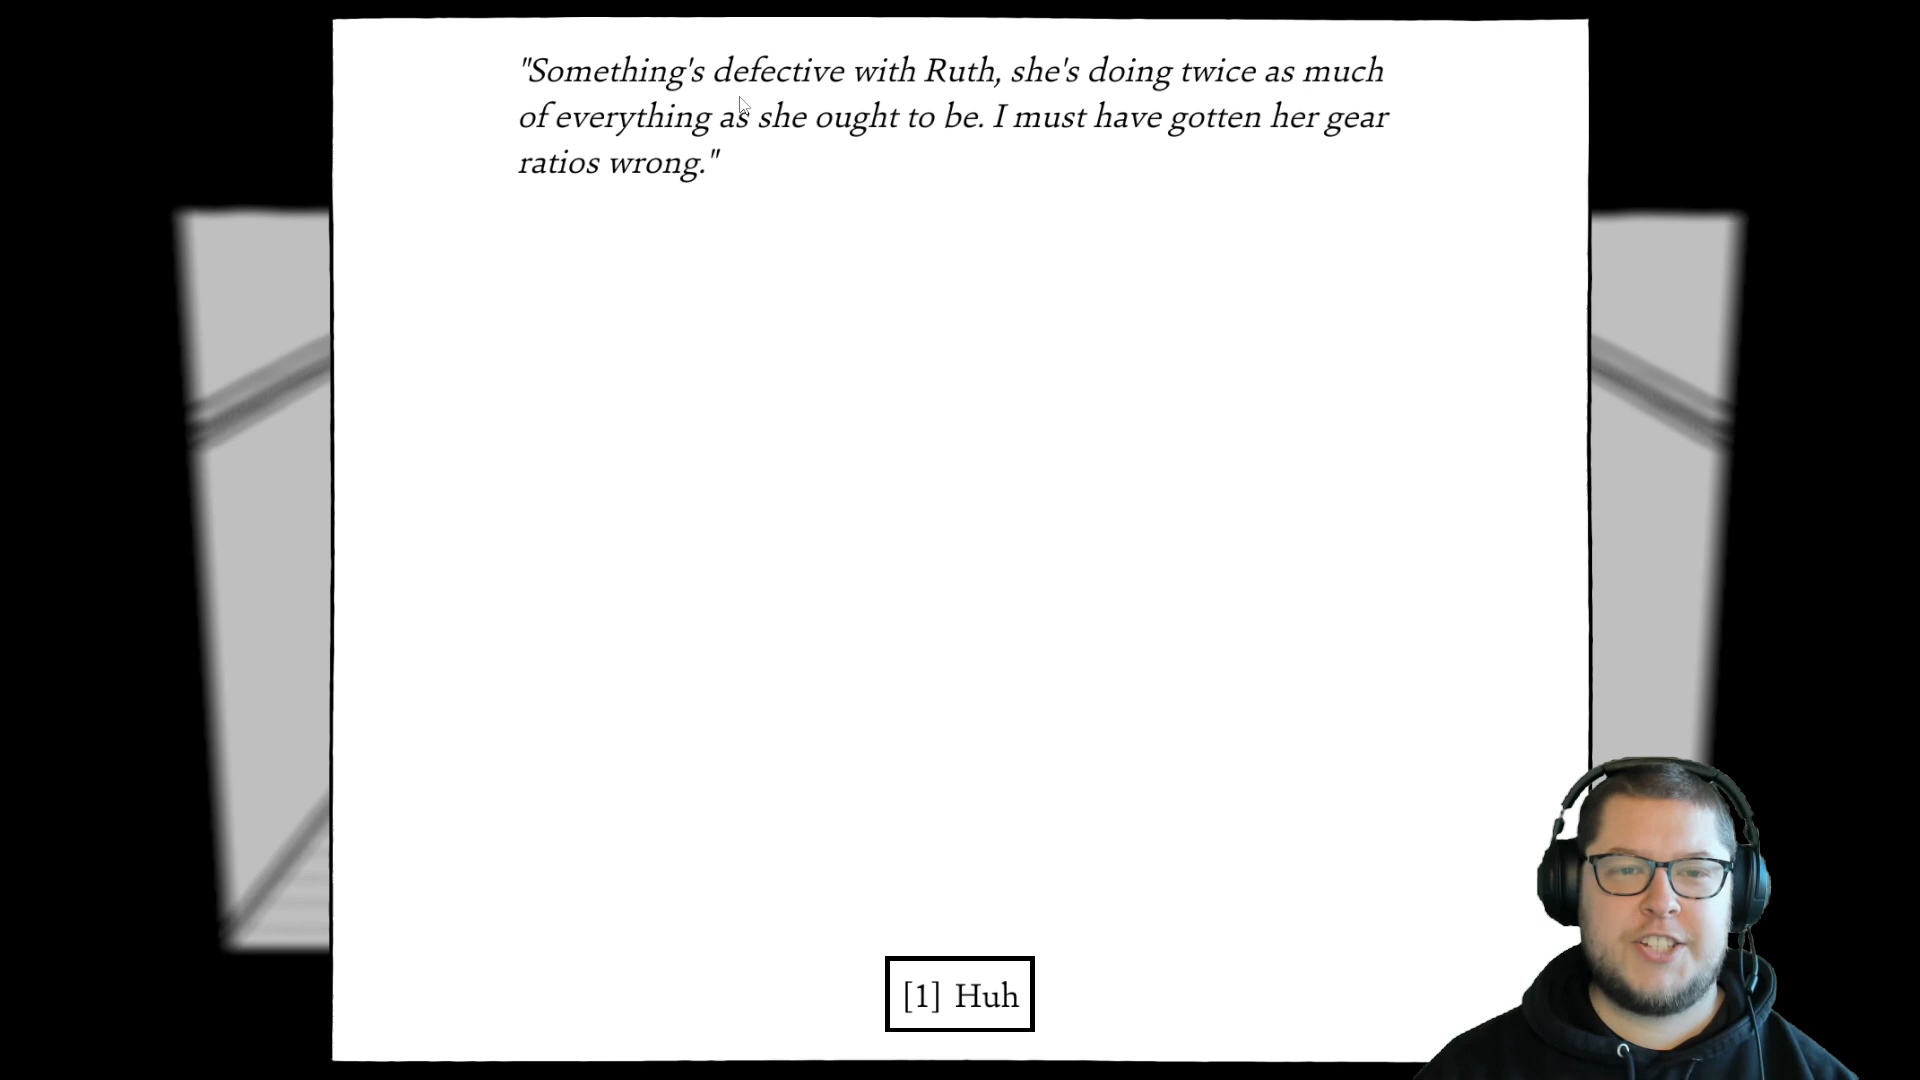 "Something's defective with Ruth, she's doing twice as much
of everything as she ought to be. I must have gotten her gear
ratios wrong."
[1] Huh